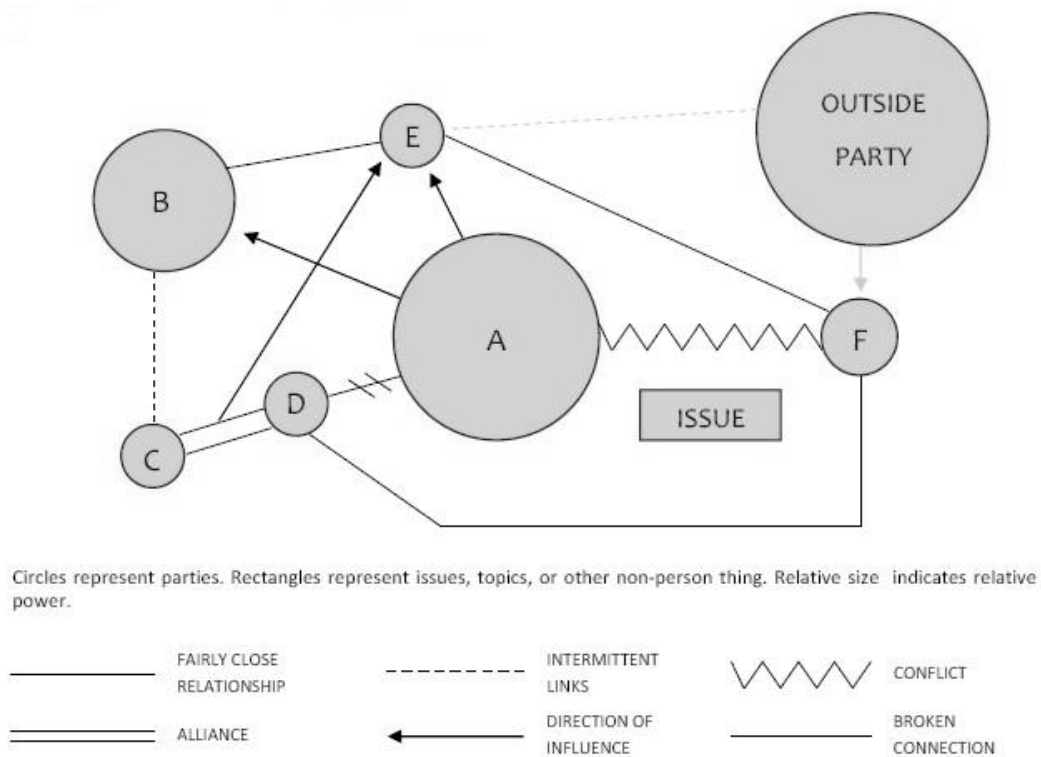 OUTSIDE
PARTY
E
B
A
F
D
C
ISSUE
Circles represent parties. Rectangles represent issues, topics, or other non-person thing. Relative size indicates relative
power.
FAIRLY CLOSE
RELATIONSHIP
INTERMITTENT
LINKS
CONFLICT
ALLIANCE
DIRECTION OF
INFLUENCE
BROKEN
CONNECTION